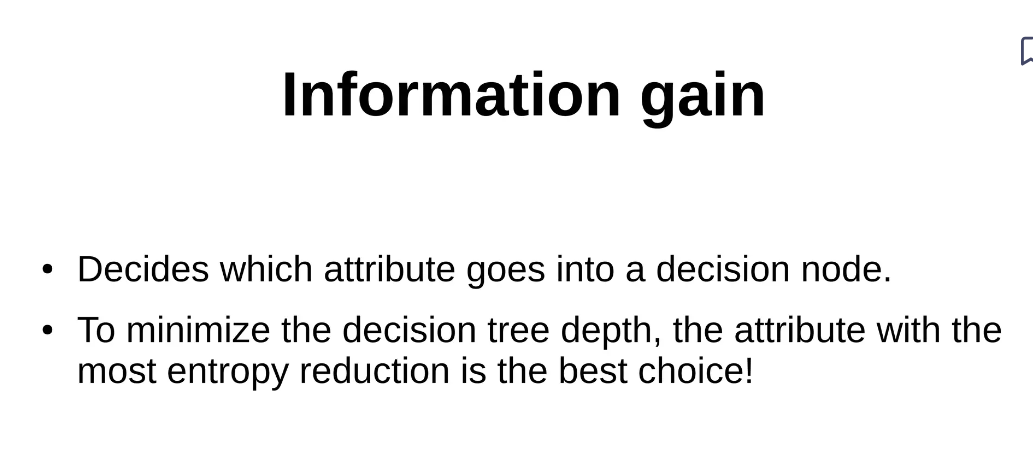 Information gain
• Decides which attribute goes into a decision node.
• To minimize the decision tree depth, the attribute with the
most entropy reduction is the best choice!